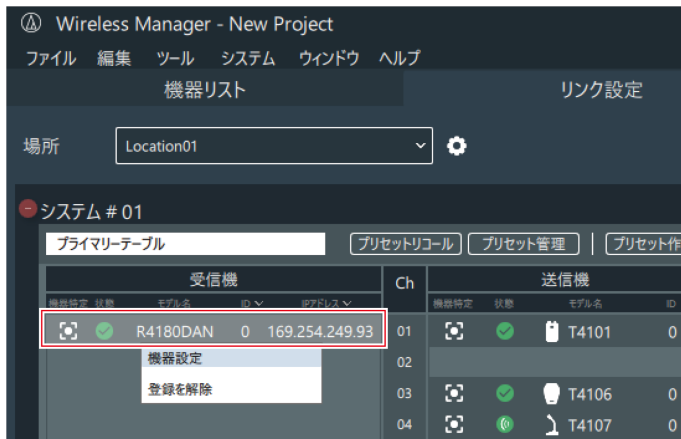 Wireless Manager - New Project
ファイル 編集 ツール システム ウィンドウ ヘルプ
機器リスト リンク設定
場所 Location01
システム # 01
プライマリーテーブル プリセットリコール プリセット管理 プリセット作
受信機 Ch 送信機
機器特定 状態 モデル名 ID IPアドレス 機器特定 状態 モデル名 ID
R4180DAN 0 169.254.249.93 01 T4101 0
機器設定 02
登録を解除 03 T4106 0
04 T4107 0